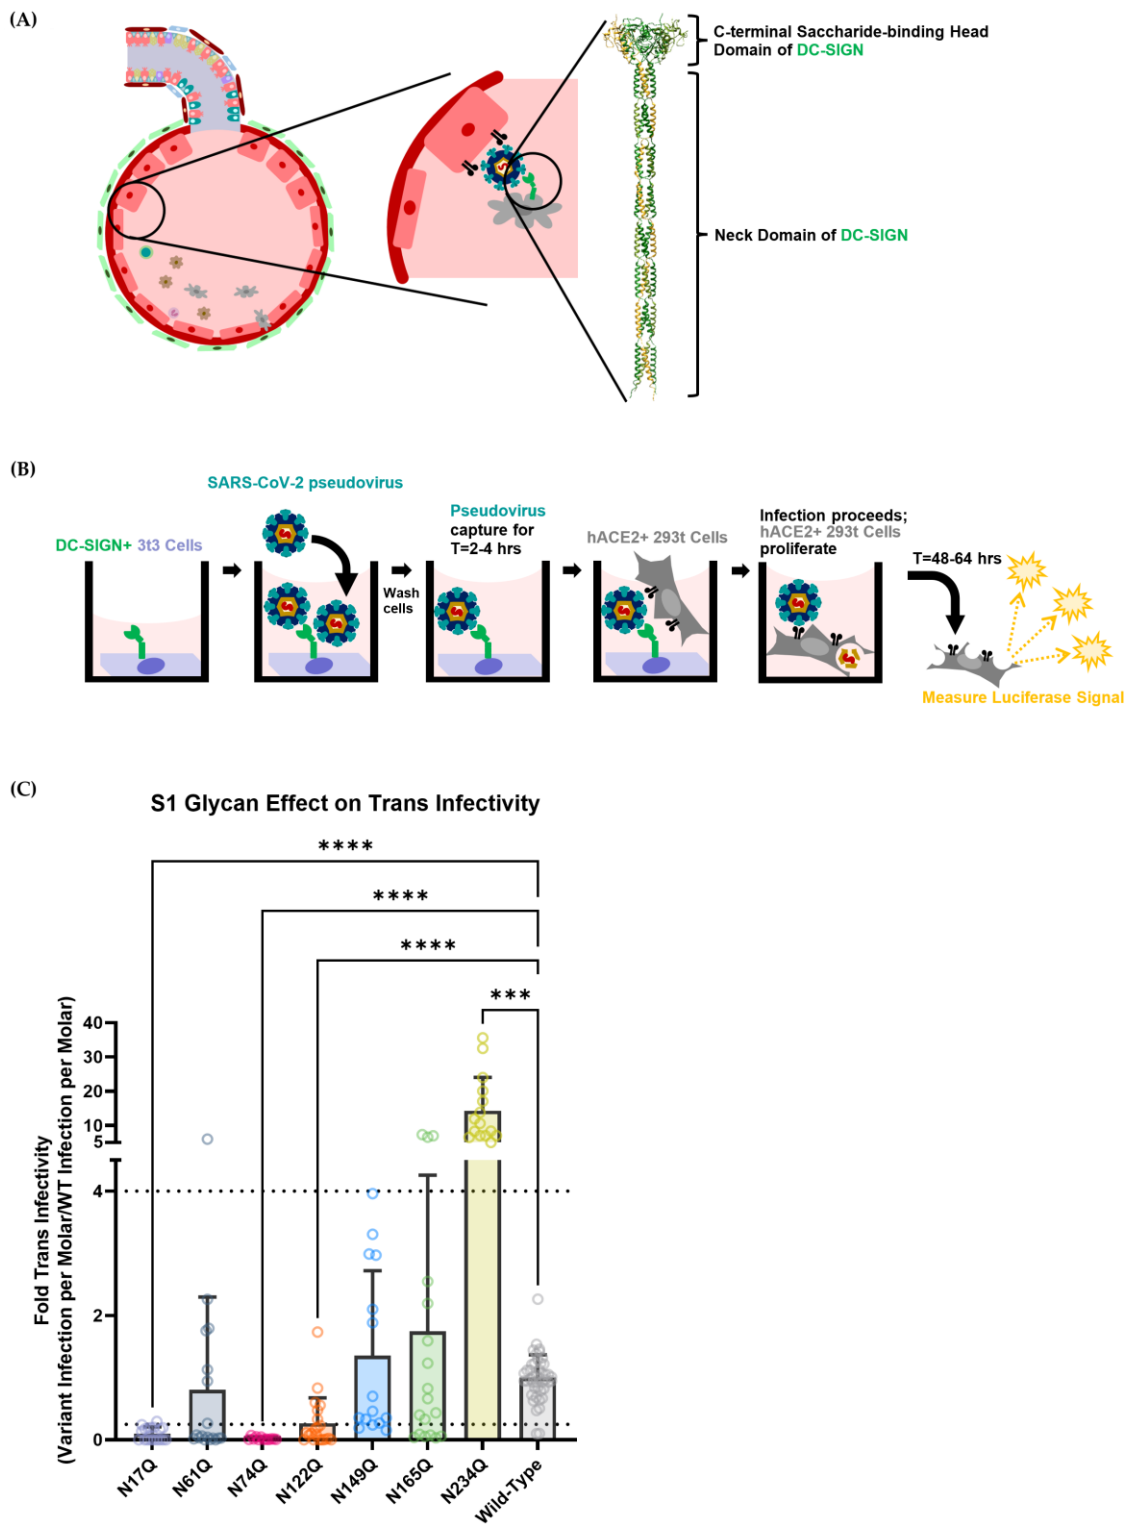 (A)
C-terminal Saccharide-binding Head
Domain of DC-SIGN
Neck Domain of DC-SIGN
(B)
SARS-CoV-2 pseudovirus
DC-SIGN+ 3t3 Cells
Wash
cells
Pseudovirus
capture for
T=2-4 hrs
hACE2+ 293t Cells
Infection proceeds;
hACE2+ 293t Cells
proliferate
T=48-64 hrs
Measure Luciferase Signal
(C)
S1 Glycan Effect on Trans Infectivity
****
****
****
***
Fold Trans Infectivity
(Variant Infection per Molar/WT Infection per Molar)
40
30
20
10
5
4
2
0
N17Q
N61Q
N74Q
N122Q
N149Q
N165Q
N234Q
Wild-Type